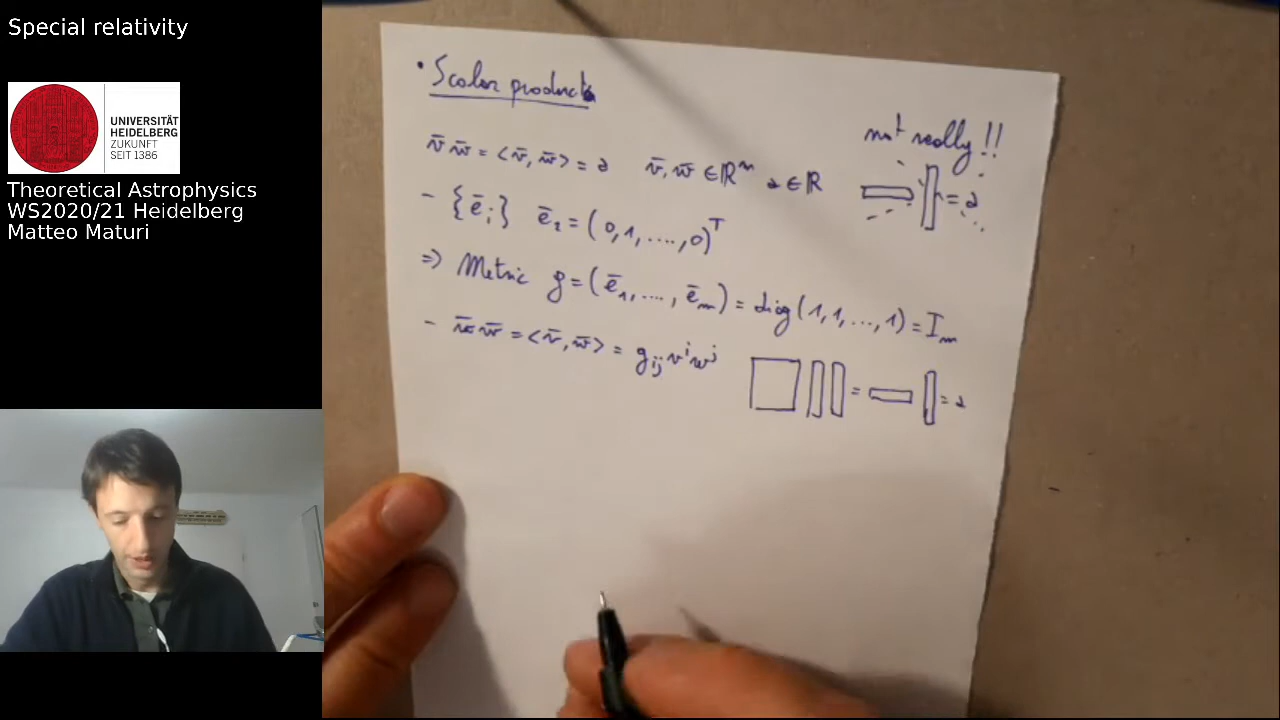 Special relativity
UNIVERSITÄT
HEIDELBERG
ZUKUNFT
SEIT 1386
Theoretical Astrophysics
WS2020/21 Heidelberg
Matteo Maturi
• Scalar product
not really !!
v̄ w̄ = <v̄, w̄> = a v̄, w̄ ∈ ℝⁿ a ∈ ℝ
= a
- {ēᵢ} ē₂ = (0, 1, ...., 0)ᵀ
⇒ Metric g = (ē₁, ...., ēₙ) = diag(1, 1, ..., 1) = Iₙ
- v̄ w̄ = <v̄, w̄> = gᵢⱼ vⁱ wʲ
= = a